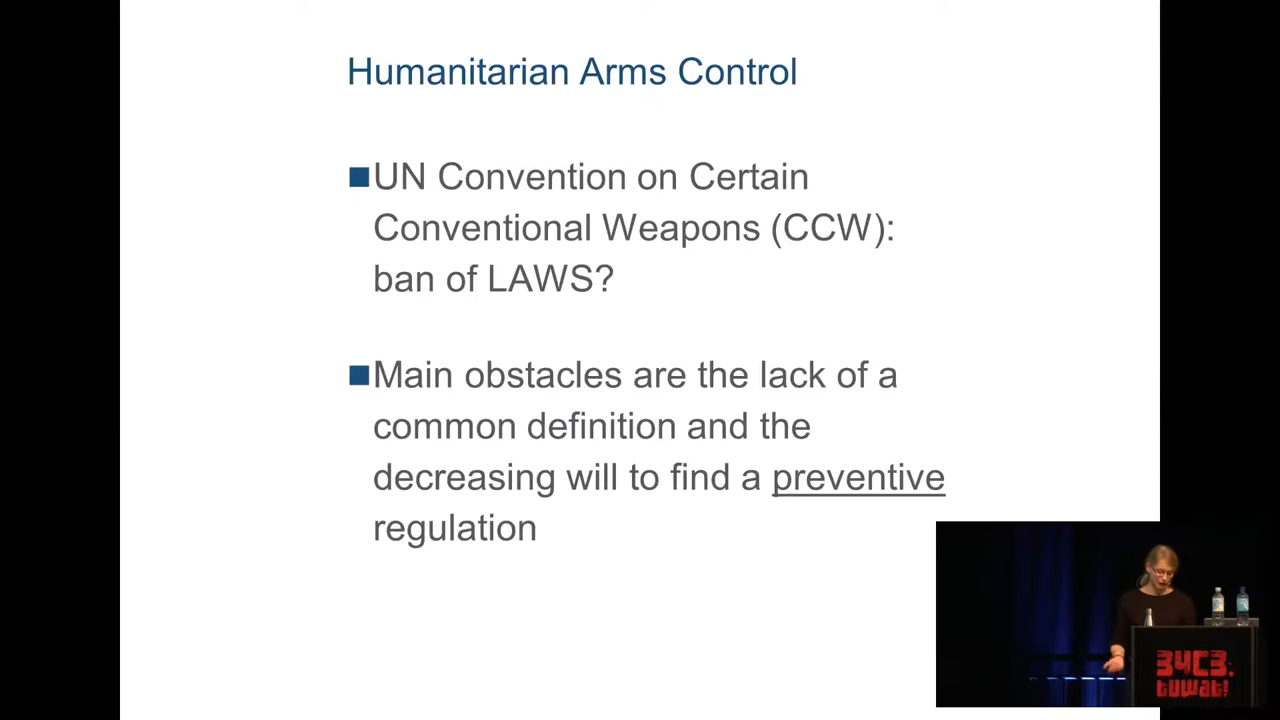 Humanitarian Arms Control
UN Convention on Certain
Conventional Weapons (CCW):
ban of LAWS?
Main obstacles are the lack of a
common definition and the
decreasing will to find a preventive
regulation
34C3:
tuwat!